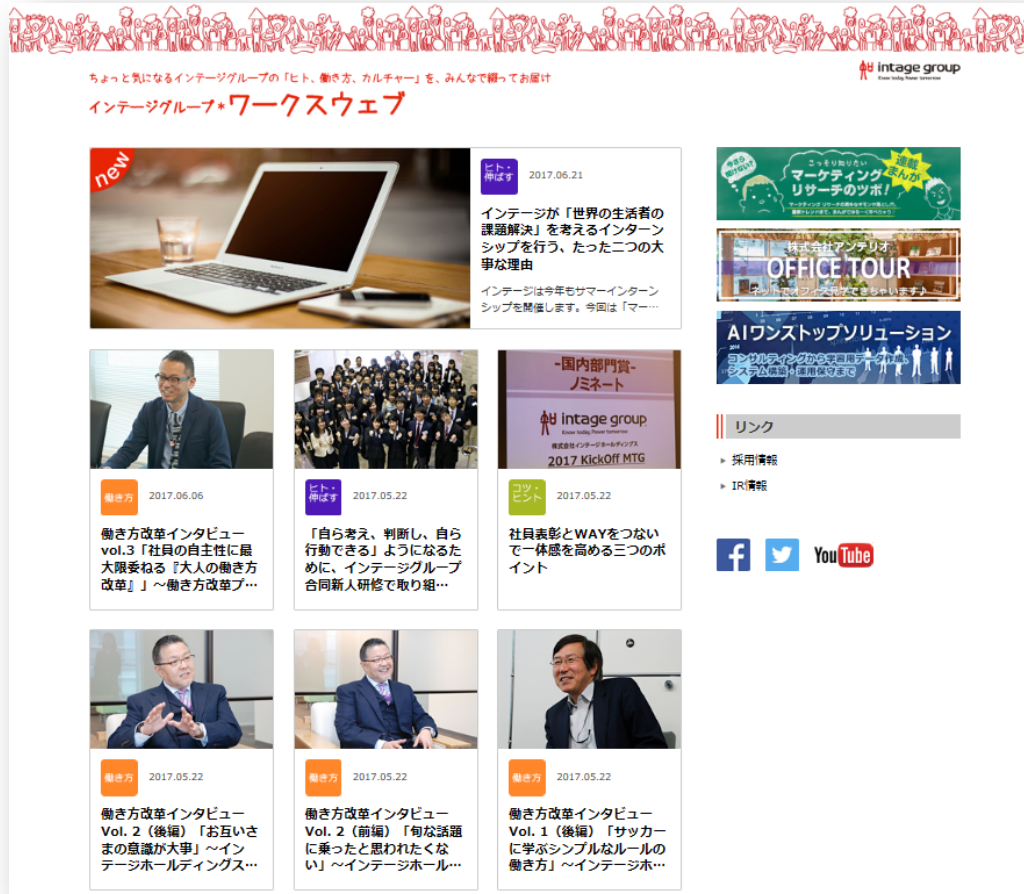 ちょっと気になるインテージグループの「ヒト、働き方、カルチャー」を、みんなで綴ってお届け
インテージグループ*ワークスウェブ
intage group
Know today, Power tomorrow
new
ヒト・
伸ばす
2017.06.21
インテージが「世界の生活者の
課題解決」を考えるインターン
シップを行う、たった二つの大
事な理由
インテージは今年もサマーインターン
シップを開催します。今回は「マー…
今さら
聞けない?
こっそり知りたい
マーケティング
リサーチのツボ!
連載
まんが
株式会社アンテリオ
OFFICE TOUR
ネットでオフィス見学できちゃいます♪
AIワンストップソリューション
コンサルティングから学習用データ作成、
システム構築・運用保守まで
リンク
採用情報
IR情報
You Tube
働き方
2017.06.06
働き方改革インタビュー
vol.3「社員の自主性に最
大限委ねる『大人の働き方
改革』」～働き方改革プ…
ヒト・
伸ばす
2017.05.22
「自ら考え、判断し、自ら
行動できる」ようになるた
めに、インテージグループ
合同新人研修で取り組…
-国内部門賞-
ノミネート
intage group
Know today, Power tomorrow
株式会社インテージホールディングス
2017 KickOff MTG
コツ・
ヒント
2017.05.22
社員表彰とWAYをつない
で一体感を高める三つのポ
イント
働き方
2017.05.22
働き方改革インタビュー
Vol. 2（後編）「お互いさ
まの意識が大事」～イン
テージホールディングス…
働き方
2017.05.22
働き方改革インタビュー
Vol. 2（前編）「旬な話題
に乗ったと思われたくな
い」～インテージホール…
働き方
2017.05.22
働き方改革インタビュー
Vol. 1（後編）「サッカー
に学ぶシンプルなルールの
働き方」～インテージホ…